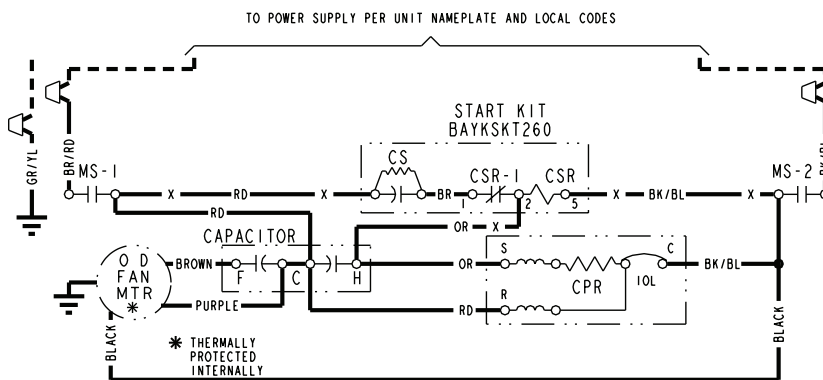 TO POWER SUPPLY PER UNIT NAMEPLATE AND LOCAL CODES
START KIT
BAYKSKT260
GR/YL
BR/RD
MS-1
X
RD
X
CS
BR
CSR-1
1
2
CSR
5
X
BK/BL
X
MS-2
RD
OR
X
CAPACITOR
O D
FAN
MTR
*
BROWN
F
C
H
OR
S
CPR
IOL
C
BK/BL
PURPLE
RD
R
BLACK
BLACK
* THERMALLY
PROTECTED
INTERNALLY